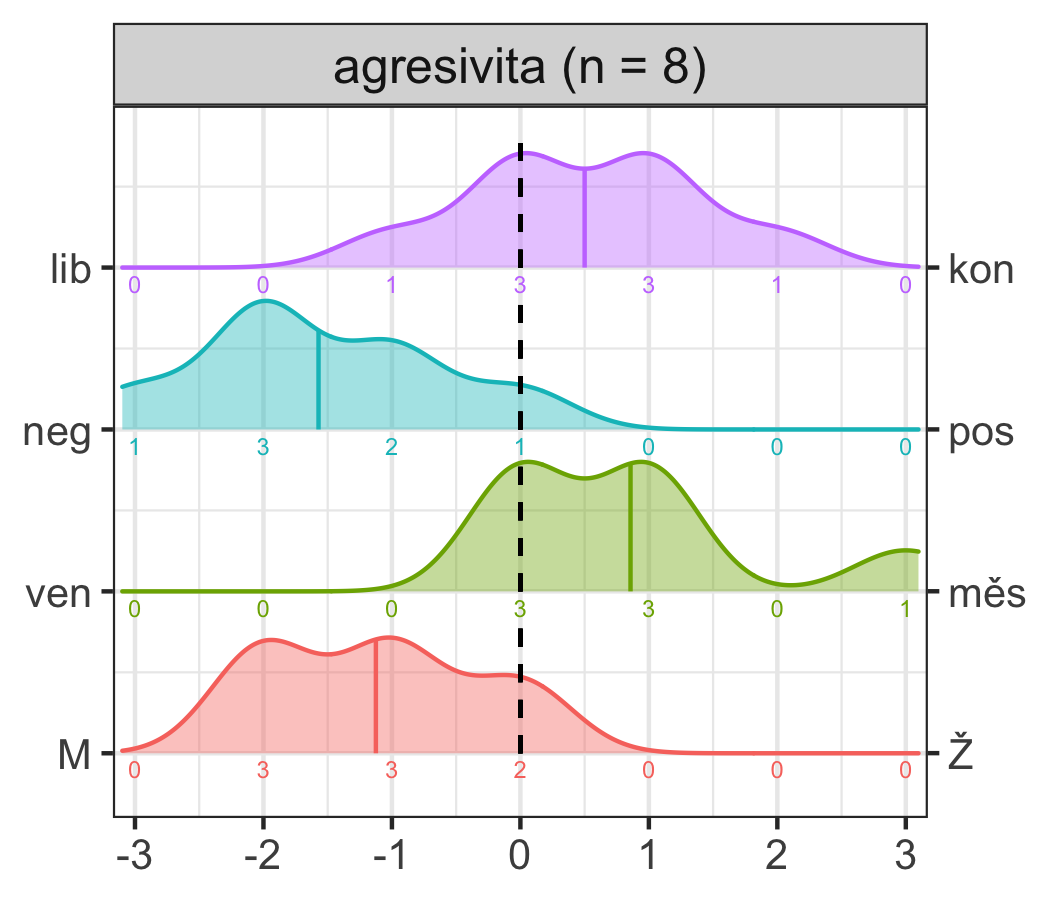 agresivita (n = 8)
lib kon
0 0 1 3 3 1 0
neg pos
1 3 2 1 0 0 0
ven měs
0 0 0 3 3 0 1
M Ž
0 3 3 2 0 0 0
-3 -2 -1 0 1 2 3